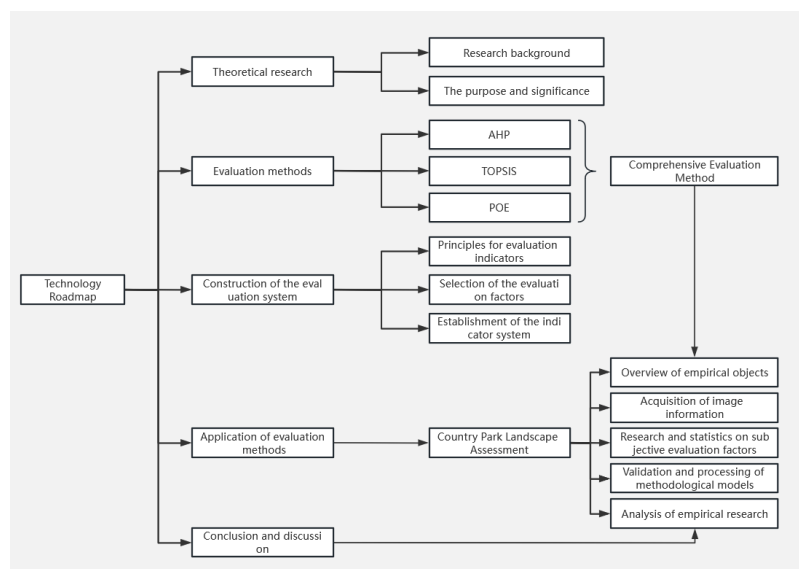 Technology
Roadmap
Theoretical research
Research background
The purpose and significance
Evaluation methods
AHP
TOPSIS
POE
Comprehensive Evaluation
Method
Construction of the eval
uation system
Principles for evaluation
indicators
Selection of the evaluati
on factors
Establishment of the indi
cator system
Application of evaluation
methods
Country Park Landscape
Assessment
Overview of empirical objects
Acquisition of image
information
Research and statistics on sub
jective evaluation factors
Validation and processing of
methodological models
Analysis of empirical research
Conclusion and discussi
on